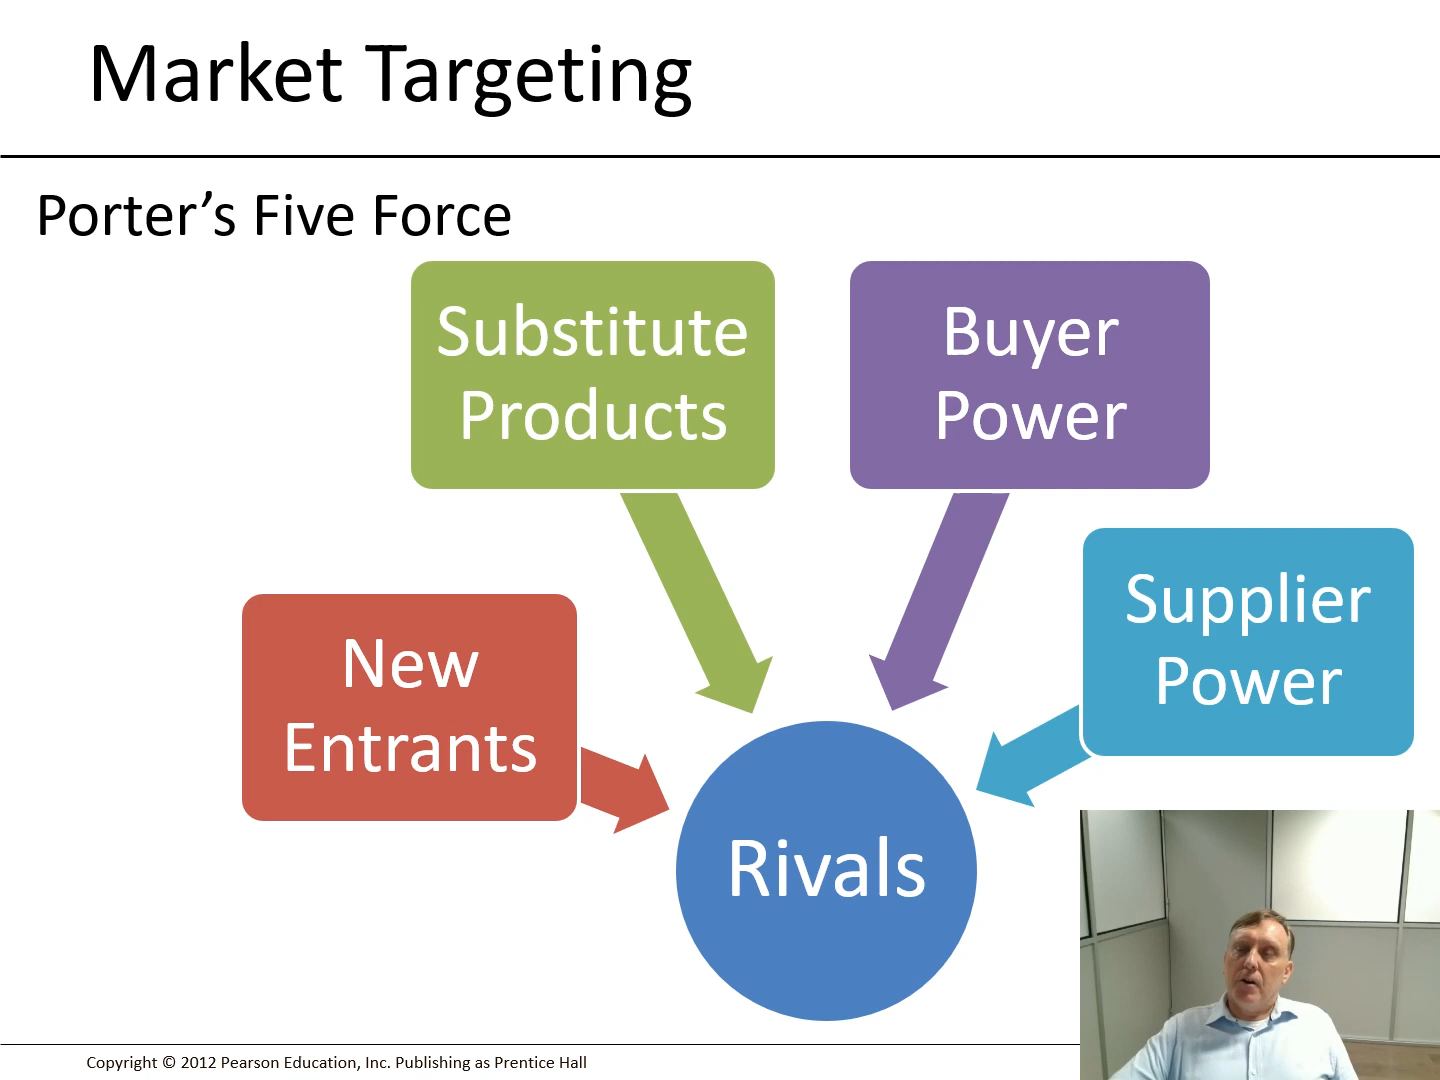 Market Targeting
Porter’s Five Force
Substitute
Products
Buyer
Power
New
Entrants
Supplier
Power
Rivals
Copyright © 2012 Pearson Education, Inc. Publishing as Prentice Hall